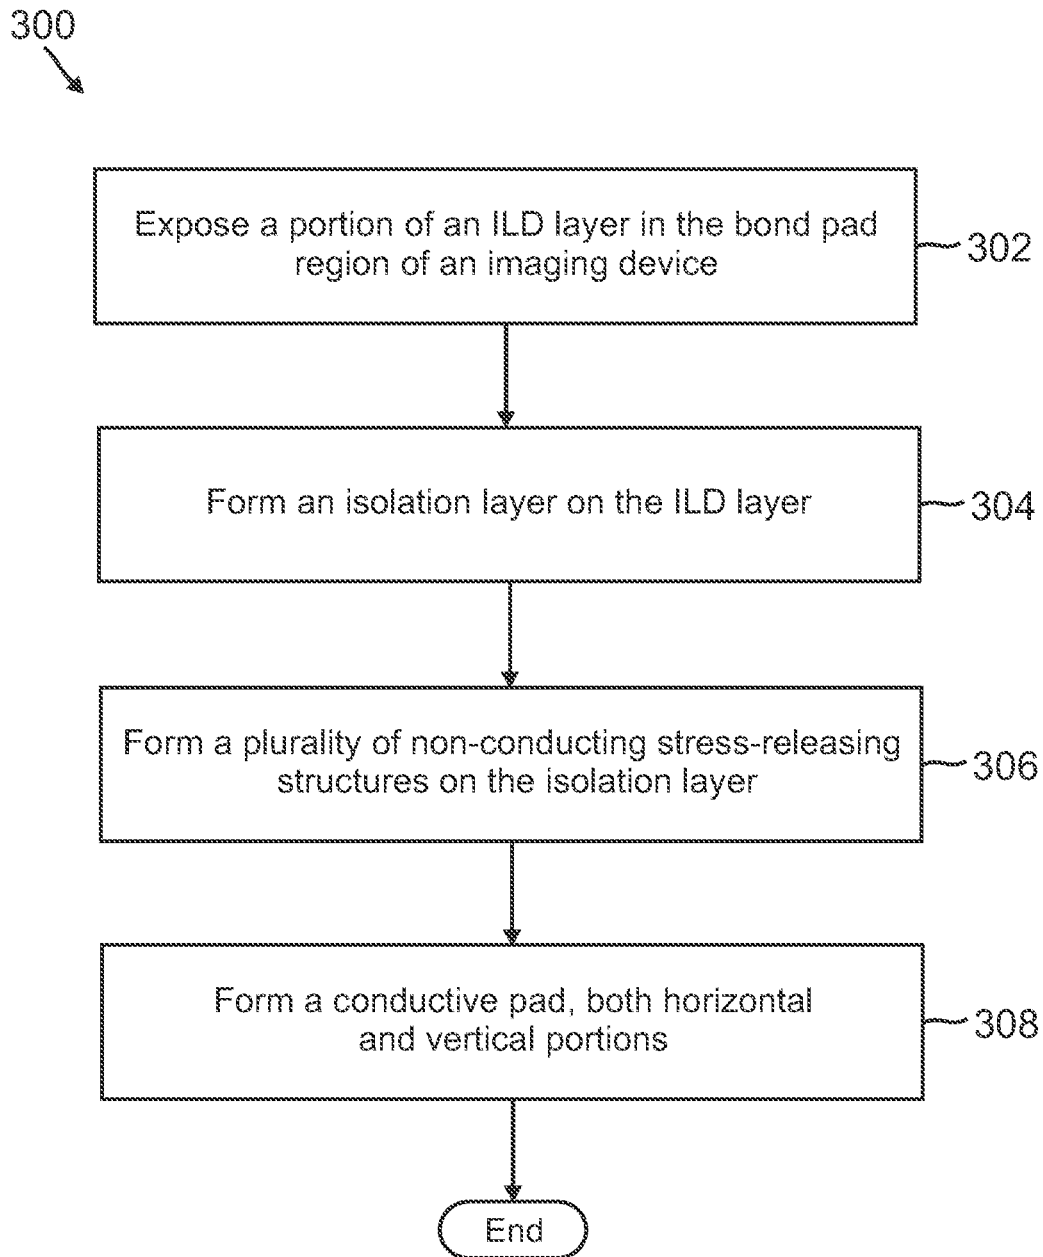 300
Expose a portion of an ILD layer in the bond pad
region of an imaging device
302
Form an isolation layer on the ILD layer
304
Form a plurality of non-conducting stress-releasing
structures on the isolation layer
306
Form a conductive pad, both horizontal
and vertical portions
308
End